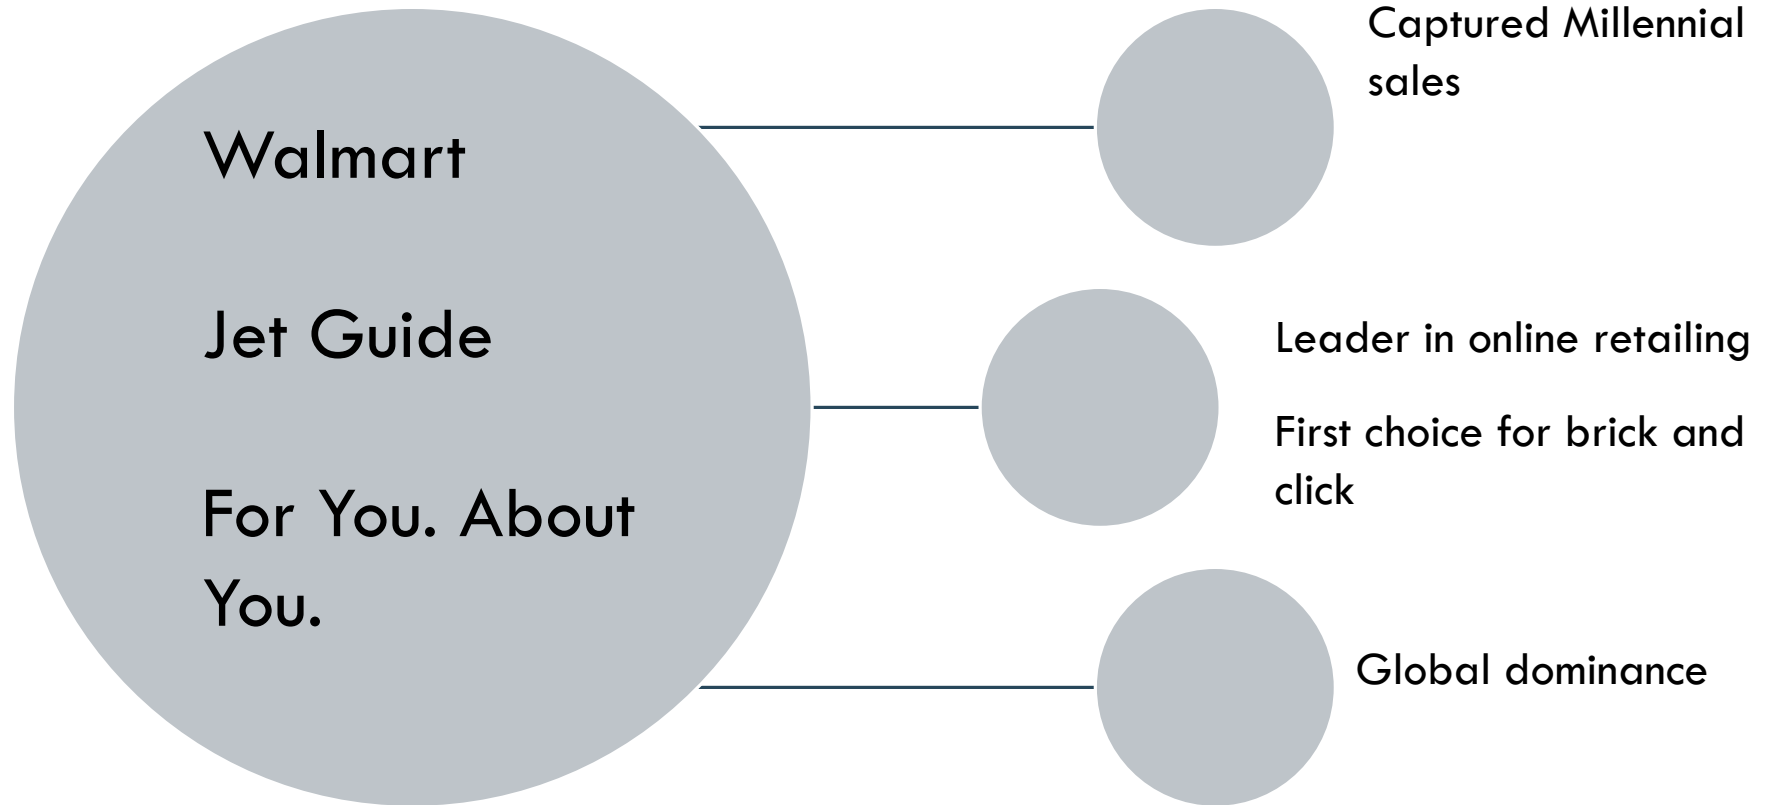 Walmart
Jet Guide
For You. About
You.
Captured Millennial
sales
Leader in online retailing
First choice for brick and
click
Global dominance